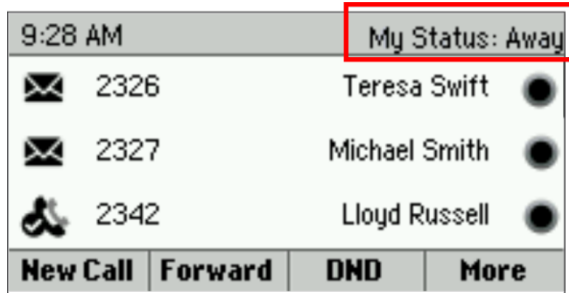 9:28 AM My Status: Away
2326 Teresa Swift
2327 Michael Smith
2342 Lloyd Russell
New Call Forward DND More